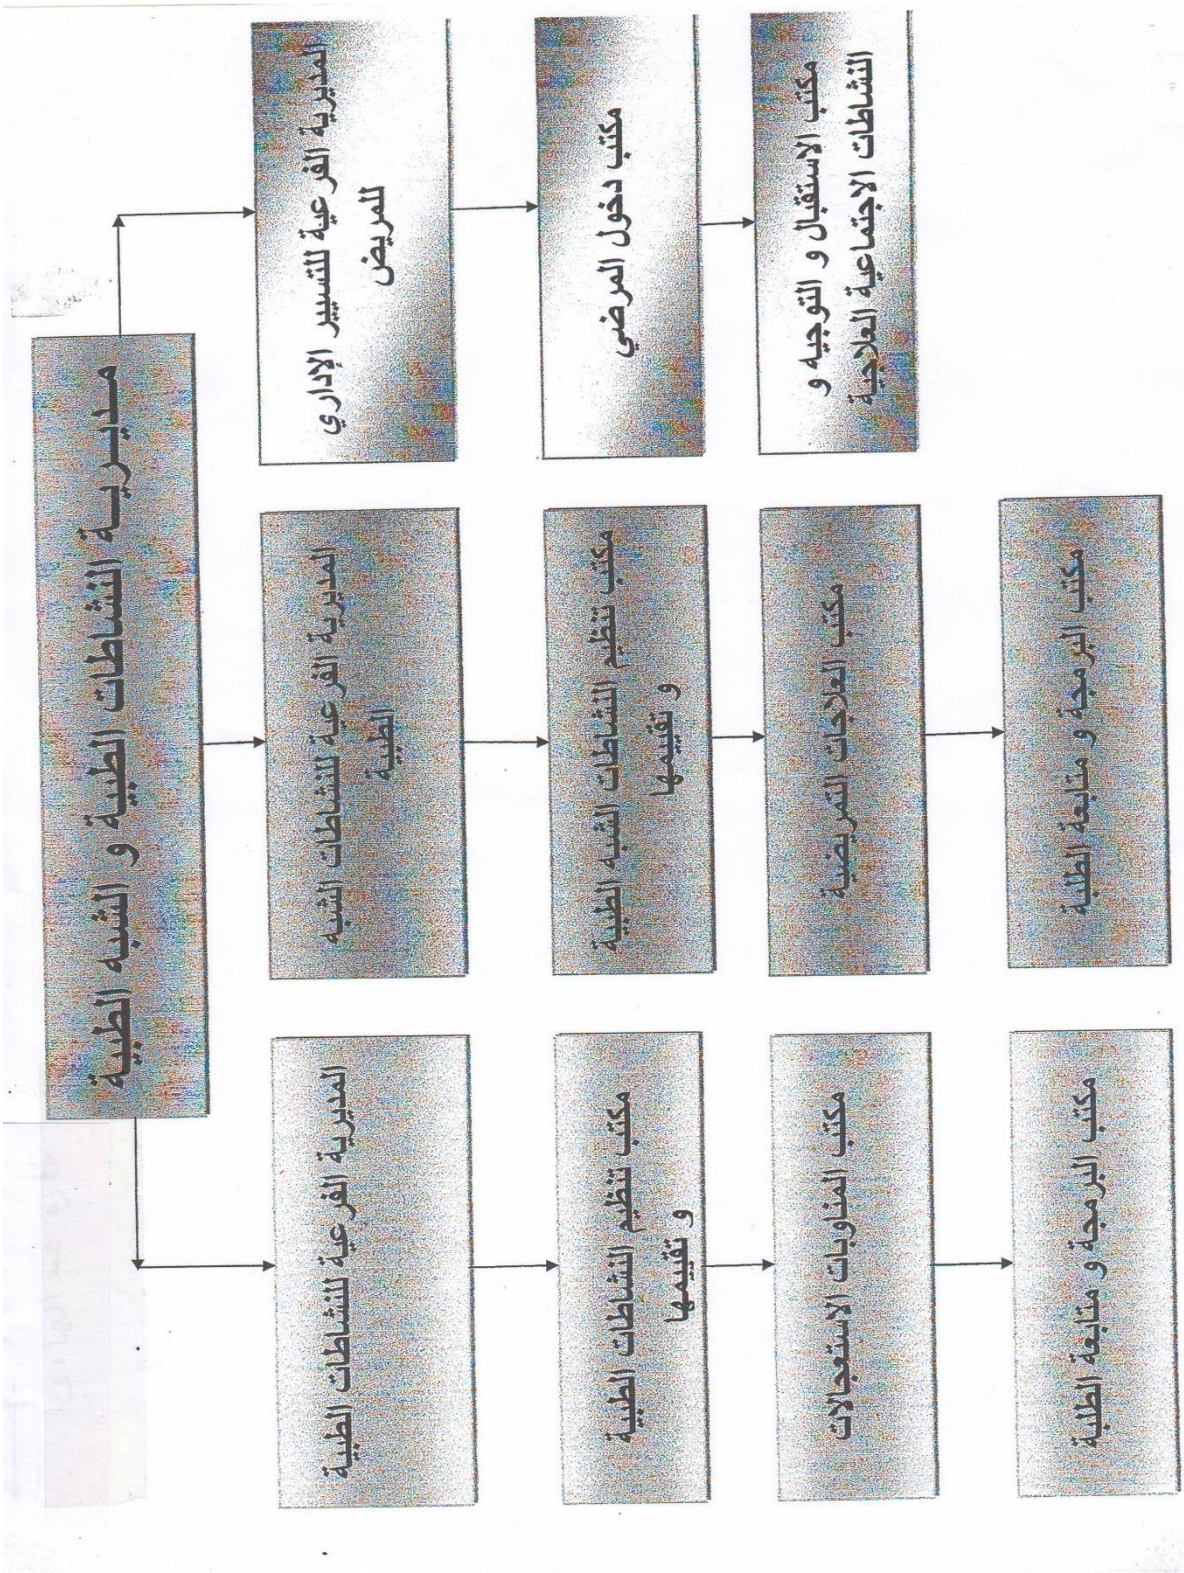 مديرية النشاطات الطبية و الشبه الطبية
المديرية الفرعية للتسيير الإداري
للمريض
مكتب دخول المرضي
مكتب الاستقبال و التوجيه و
النشاطات الاجتماعية العلاجية
المديرية الفرعية للنشاطات الشبه
الطبية
مكتب تنظيم النشاطات الشبه الطبية
و تقييمها
مكتب العلاجات التمريضية
مكتب البرمجة و متابعة الطلبة
المديرية الفرعية للنشاطات الطبية
مكتب تنظيم النشاطات الطبية
و تقييمها
مكتب المناوبات الاستعجالات
مكتب البرمجة و متابعة الطلبة